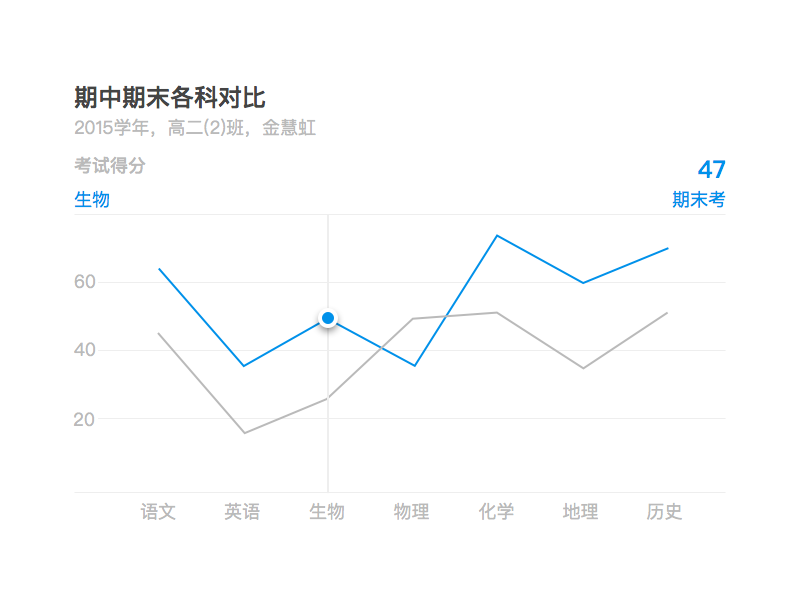 期中期末各科对比
2015学年，高二(2)班，金慧虹
考试得分
47
生物
期末考
60
40
20
语文 英语 生物 物理 化学 地理 历史